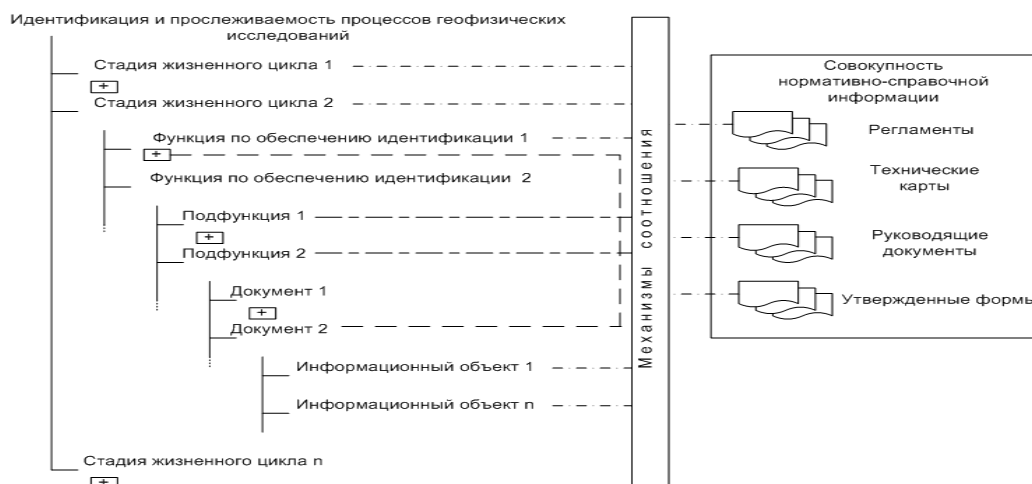 Идентификация и прослеживаемость процессов геофизических
исследований
Стадия жизненного цикла 1
+
Стадия жизненного цикла 2
Функция по обеспечению идентификации 1
+
Функция по обеспечению идентификации 2
Подфункция 1
+
Подфункция 2
Документ 1
+
Документ 2
Информационный объект 1
Информационный объект n
Стадия жизненного цикла n
+
Механизмы соотношения
Совокупность
нормативно-справочной
информации
Регламенты
Технические
карты
Руководящие
документы
Утвержденные формы